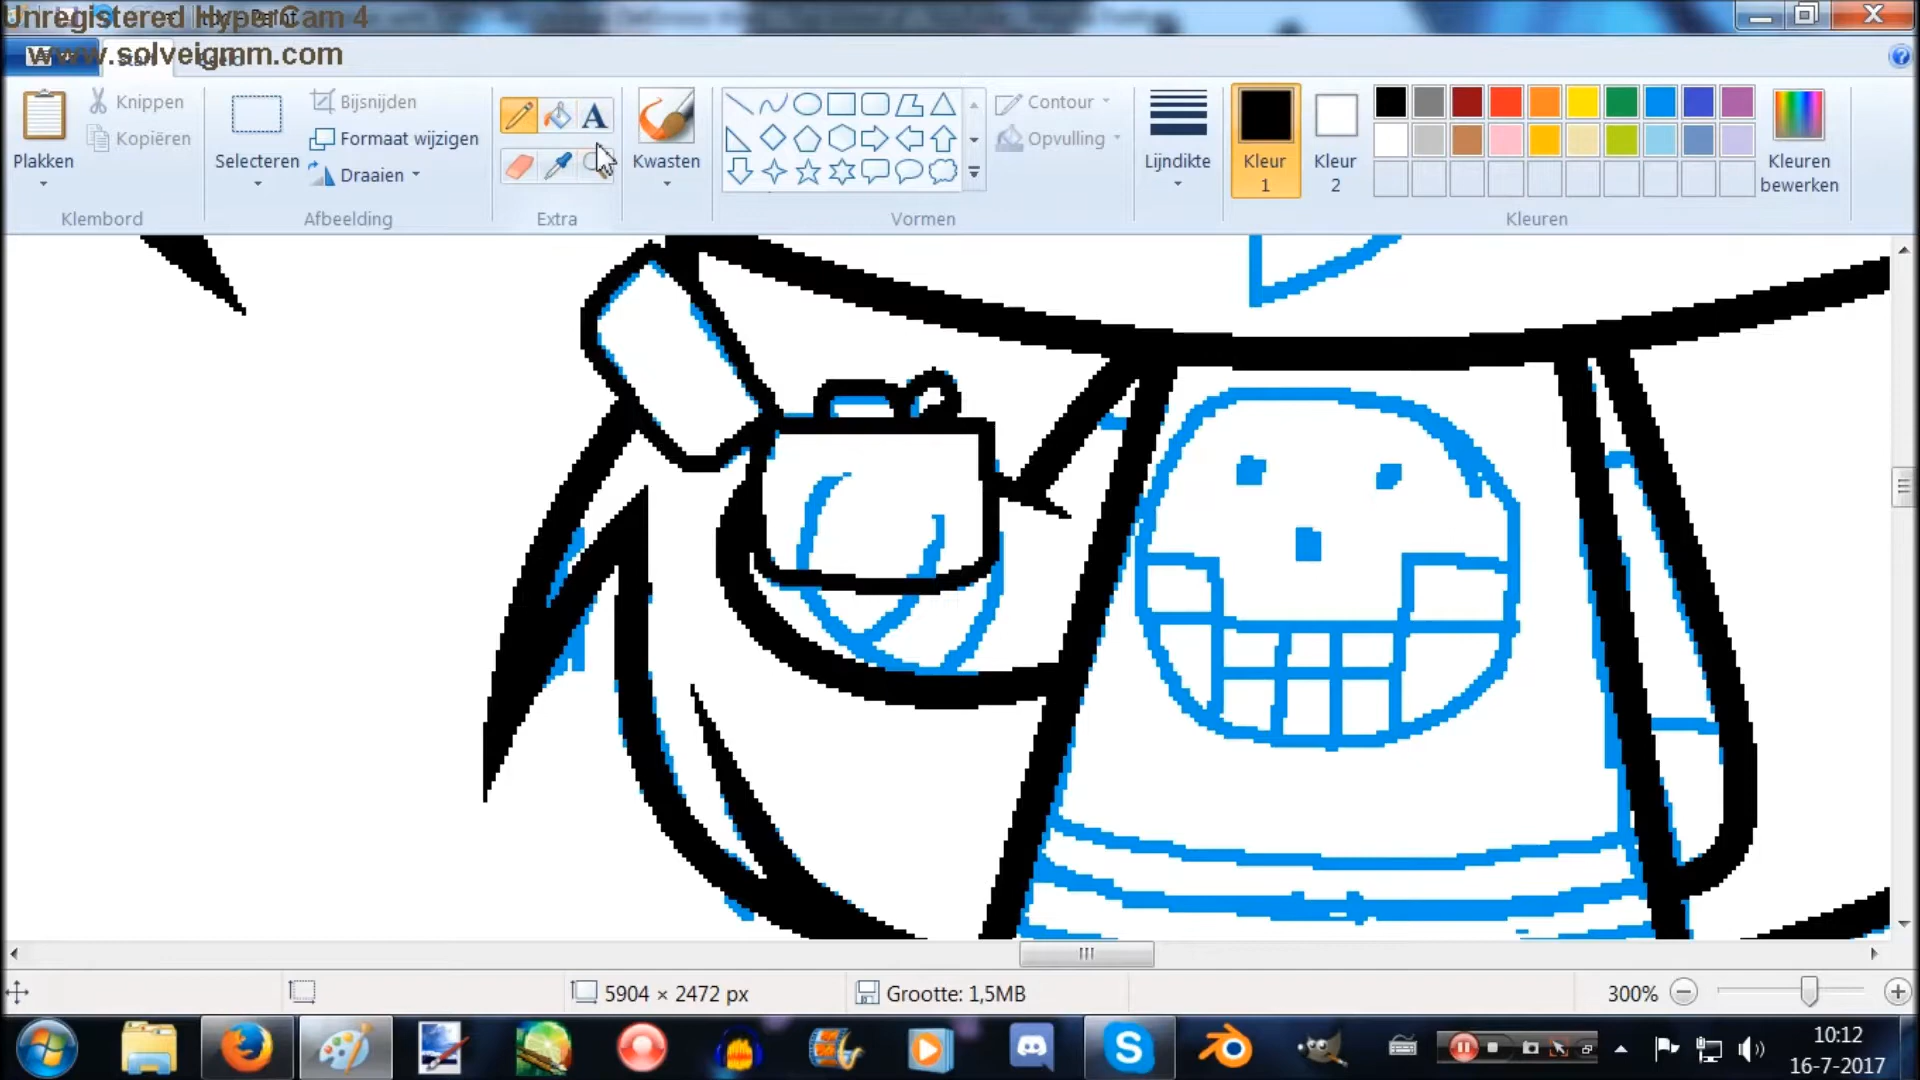 Unregistered HyperCam 4
- Paint
www.solveigmm.com
Start
Plakken
Knippen
Kopiëren
Klembord
Selecteren
Bijsnijden
Formaat wijzigen
Draaien
Afbeelding
A
Extra
Kwasten
Vormen
Contour
Opvulling
Lijndikte
Kleur
1
Kleur
2
Kleuren
bewerken
Kleuren
5904 × 2472 px
Grootte: 1,5MB
300%
10:12
16-7-2017